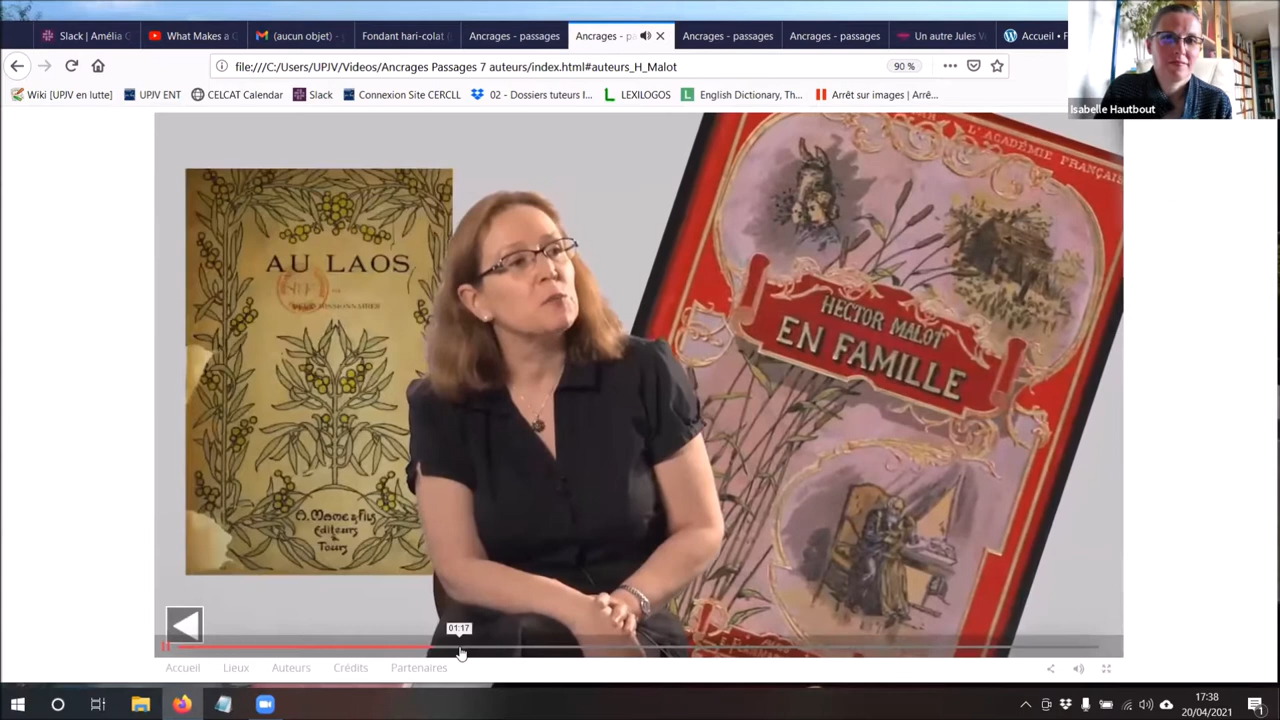 Slack | Amélia G
What Makes a G
(aucun objet) -
Fondant hari-colat (
Ancrages - passages
Ancrages - p
Ancrages - passages
Ancrages - passages
Un autre Jules V
Accueil • F
file:///C:/Users/UPJV/Videos/Ancrages Passages 7 auteurs/index.html#auteurs_H_Malot
90 %
Wiki [UPJV en lutte]
UPJV ENT
CELCAT Calendar
Slack
Connexion Site CERCLL
02 - Dossiers tuteurs I...
LEXILOGOS
English Dictionary, Th...
Arrêt sur images | Arrê...
Isabelle Hautbout
L'ACADÉMIE FRANÇAISE
AU LAOS
MISSIONNAIRE
HECTOR MALOT
EN FAMILLE
A. Mame & Fils
Editeurs
Tours
01:17
Accueil
Lieux
Auteurs
Crédits
Partenaires
17:38
20/04/2021
1